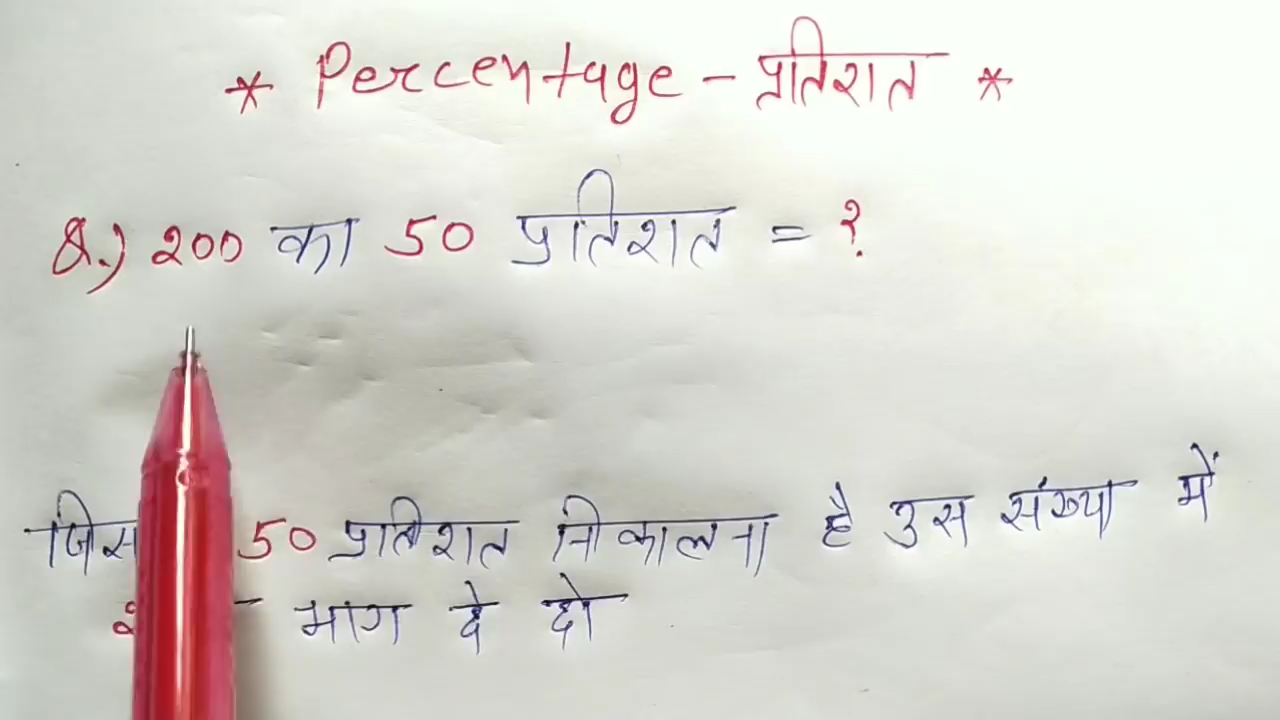 * Percentage - प्रतिशत *
Q.) 200 का 50 प्रतिशत = ?
जिस 50 प्रतिशत निकालना है उस संख्या में
भाग दे दो